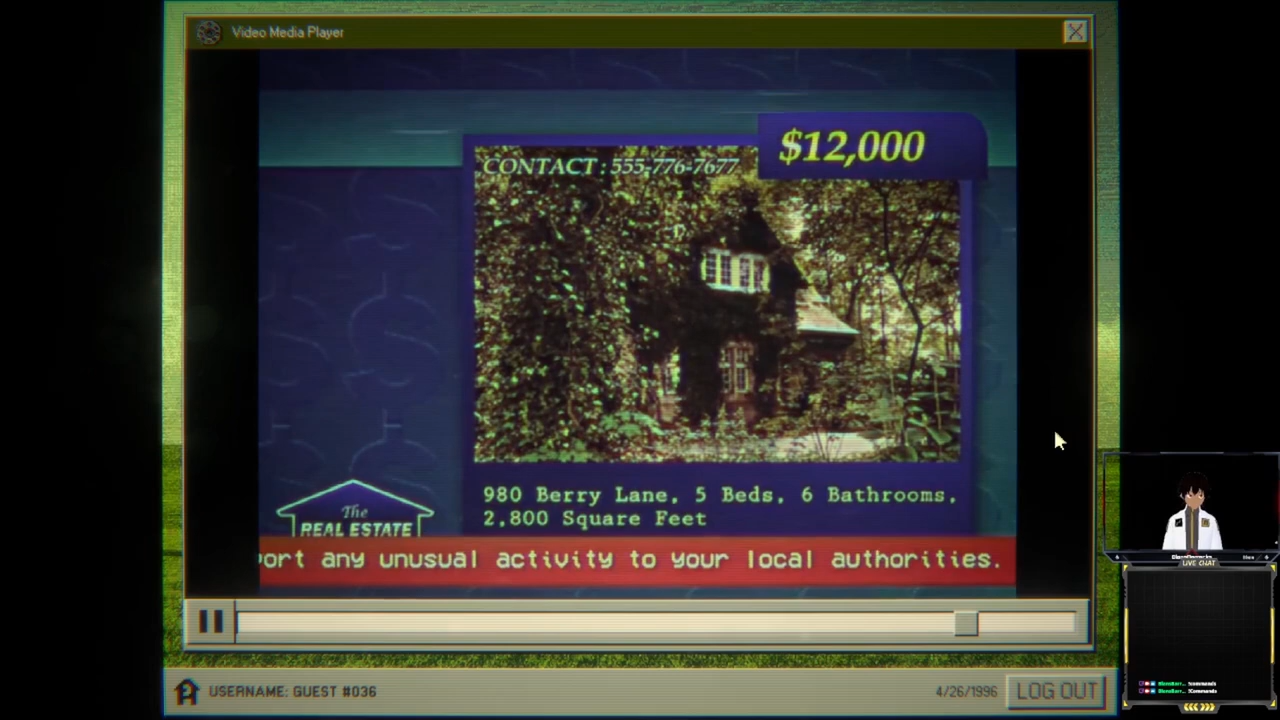 Video Media Player
$12,000
CONTACT : 555-776-7677
980 Berry Lane, 5 Beds, 6 Bathrooms,
2,800 Square Feet
The
REAL ESTATE
ort any unusual activity to your local authorities.
USERNAME: GUEST #036
4/26/1996
LOG OUT
LIVE CHAT